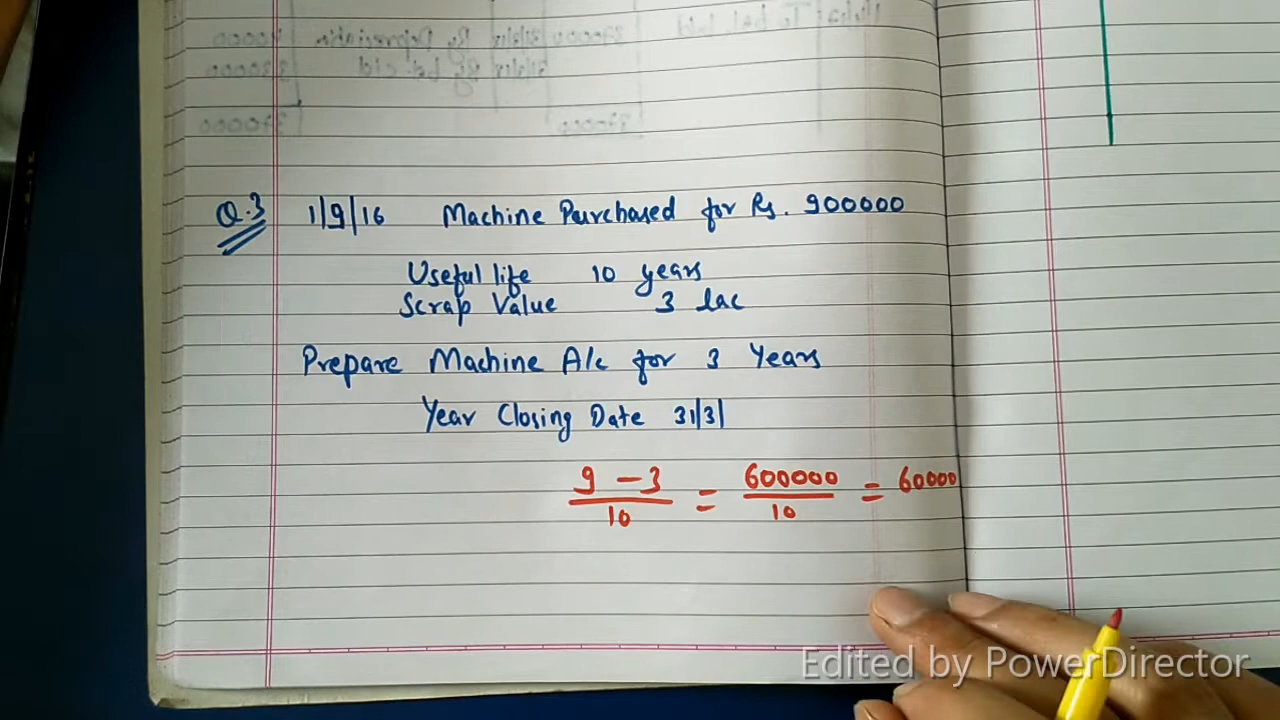 Q.3 1/9/16 Machine Purchased for Rs. 900000
Useful life 10 years
Scrap Value 3 lac
Prepare Machine A/c for 3 Years
Year Closing Date 31/3/
9 - 3 / 10 = 600000 / 10 = 60000
Edited by PowerDirector